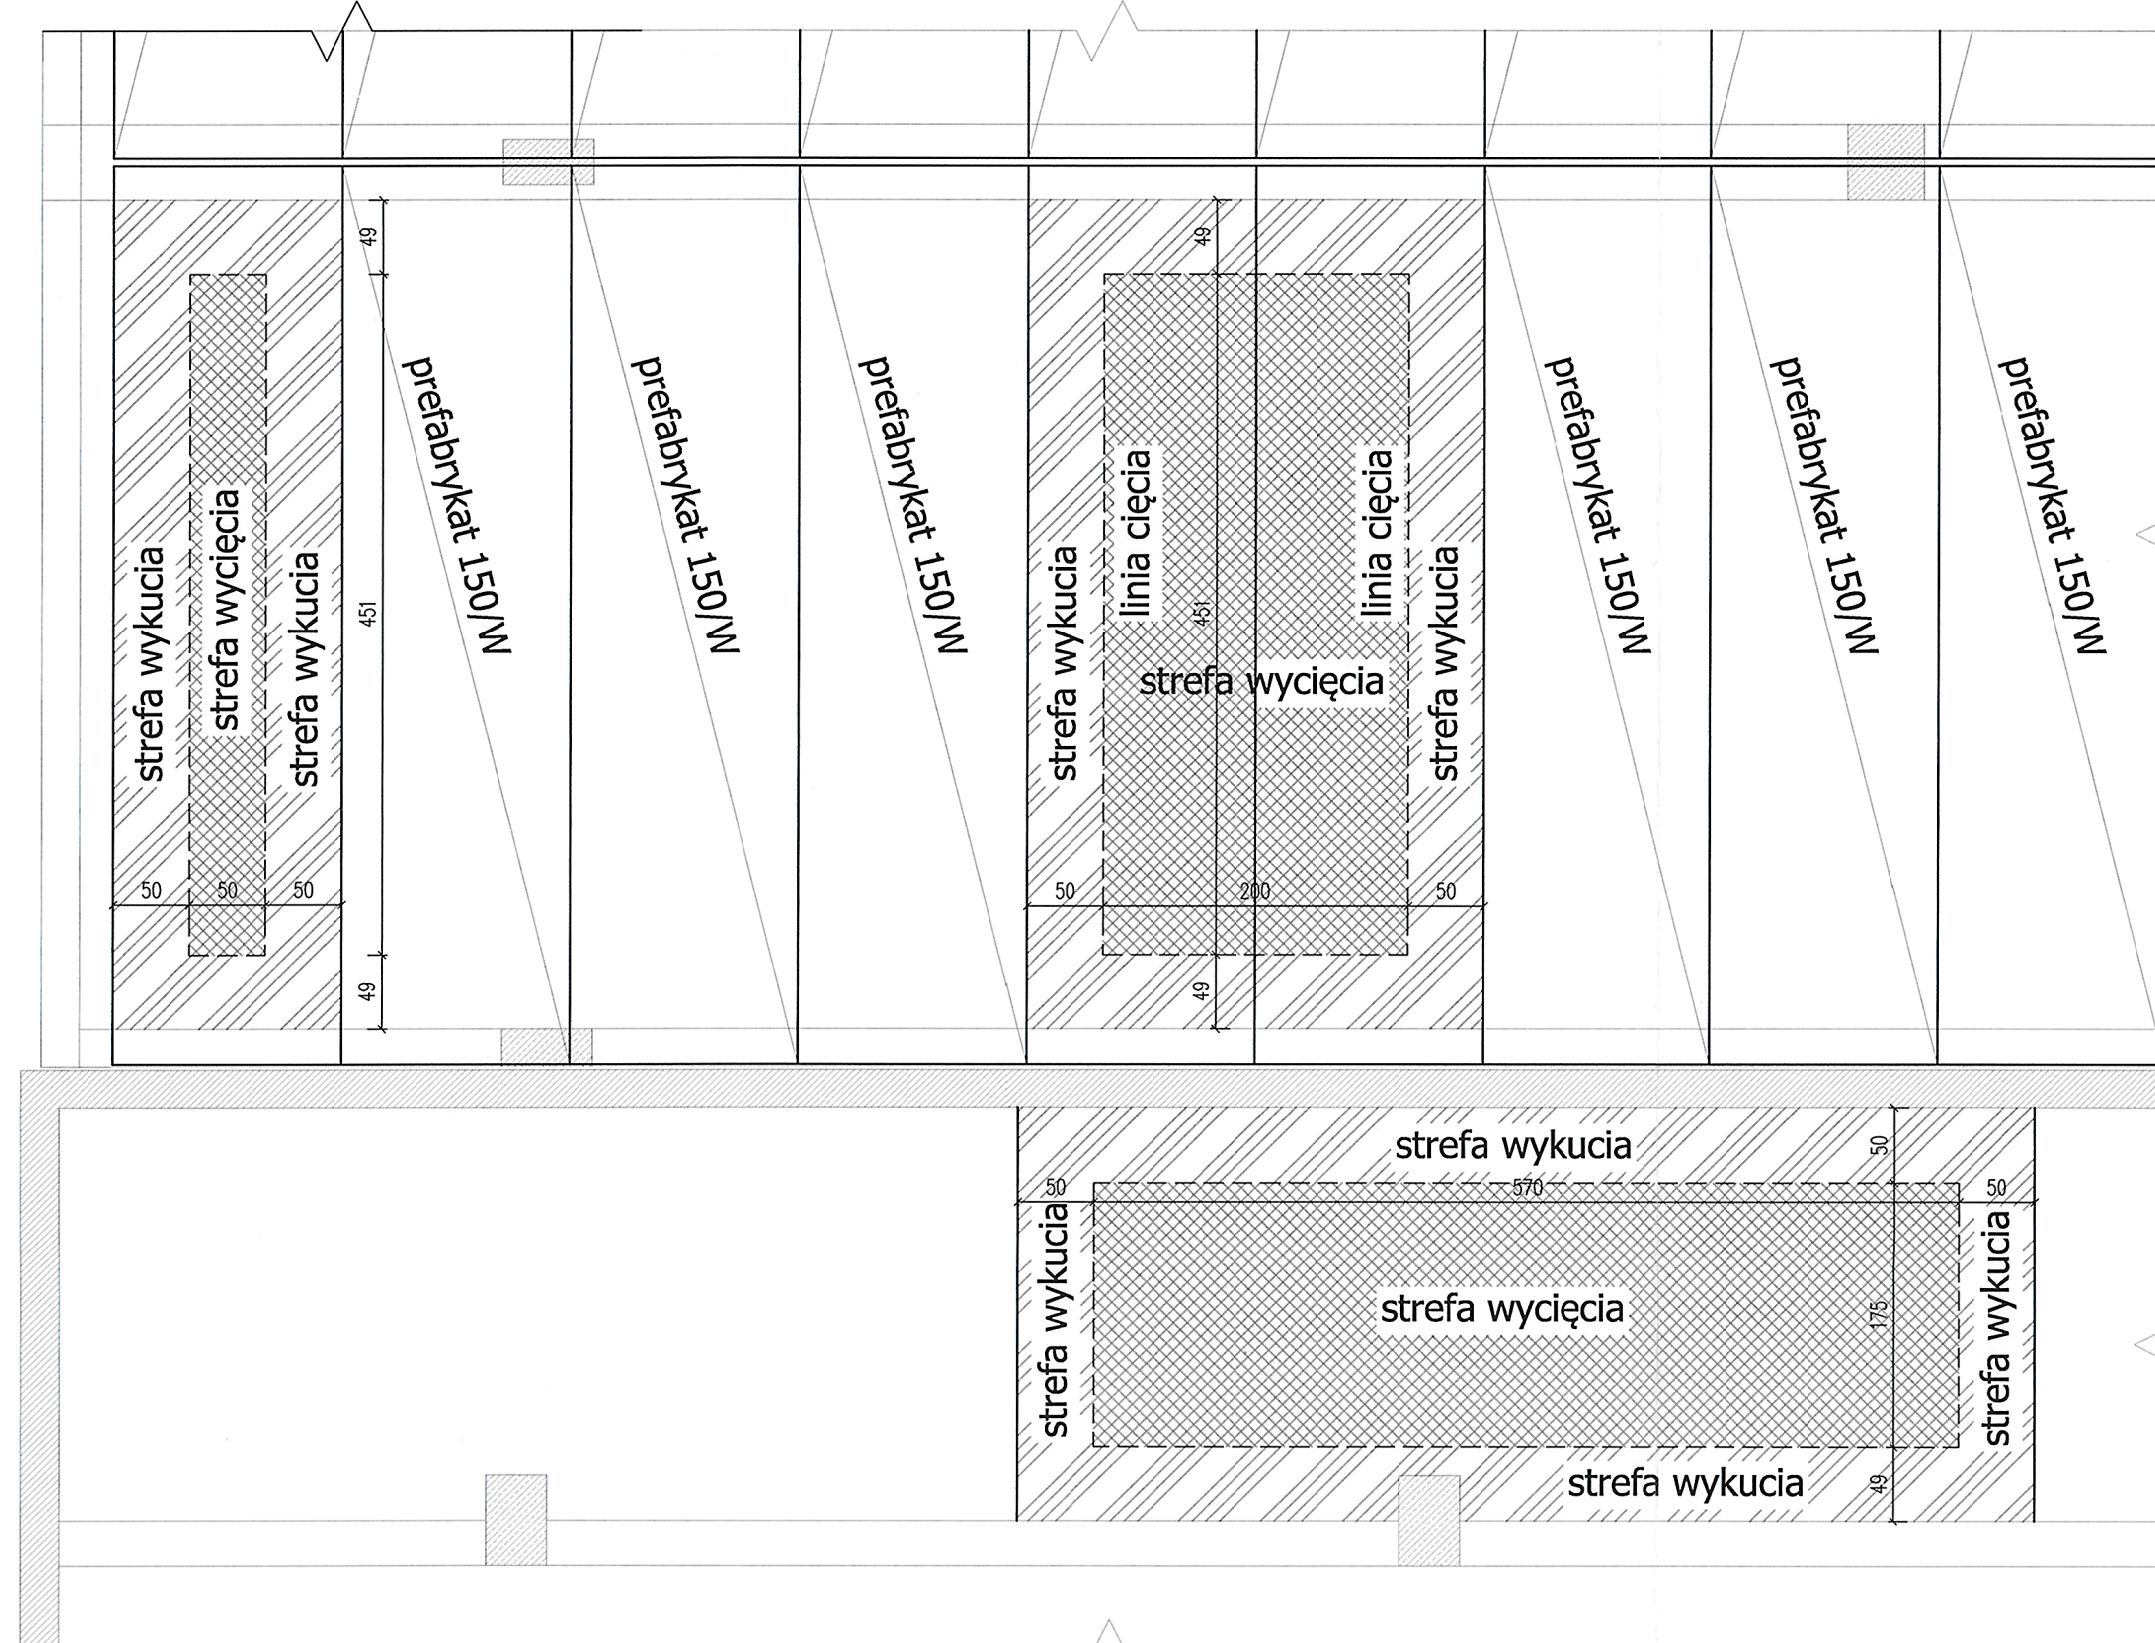 49
49
prefabrykat 150/W
prefabrykat 150/W
prefabrykat 150/W
prefabrykat 150/W
prefabrykat 150/W
prefabrykat 150/W
strefa wykucia
strefa wycięcia
strefa wykucia
451
strefa wykucia
linia cięcia
451
linia cięcia
strefa wykucia
strefa wycięcia
50
50
50
50
200
50
49
49
strefa wykucia
50
50
570
50
strefa wykucia
strefa wycięcia
175
strefa wykucia
strefa wykucia
49